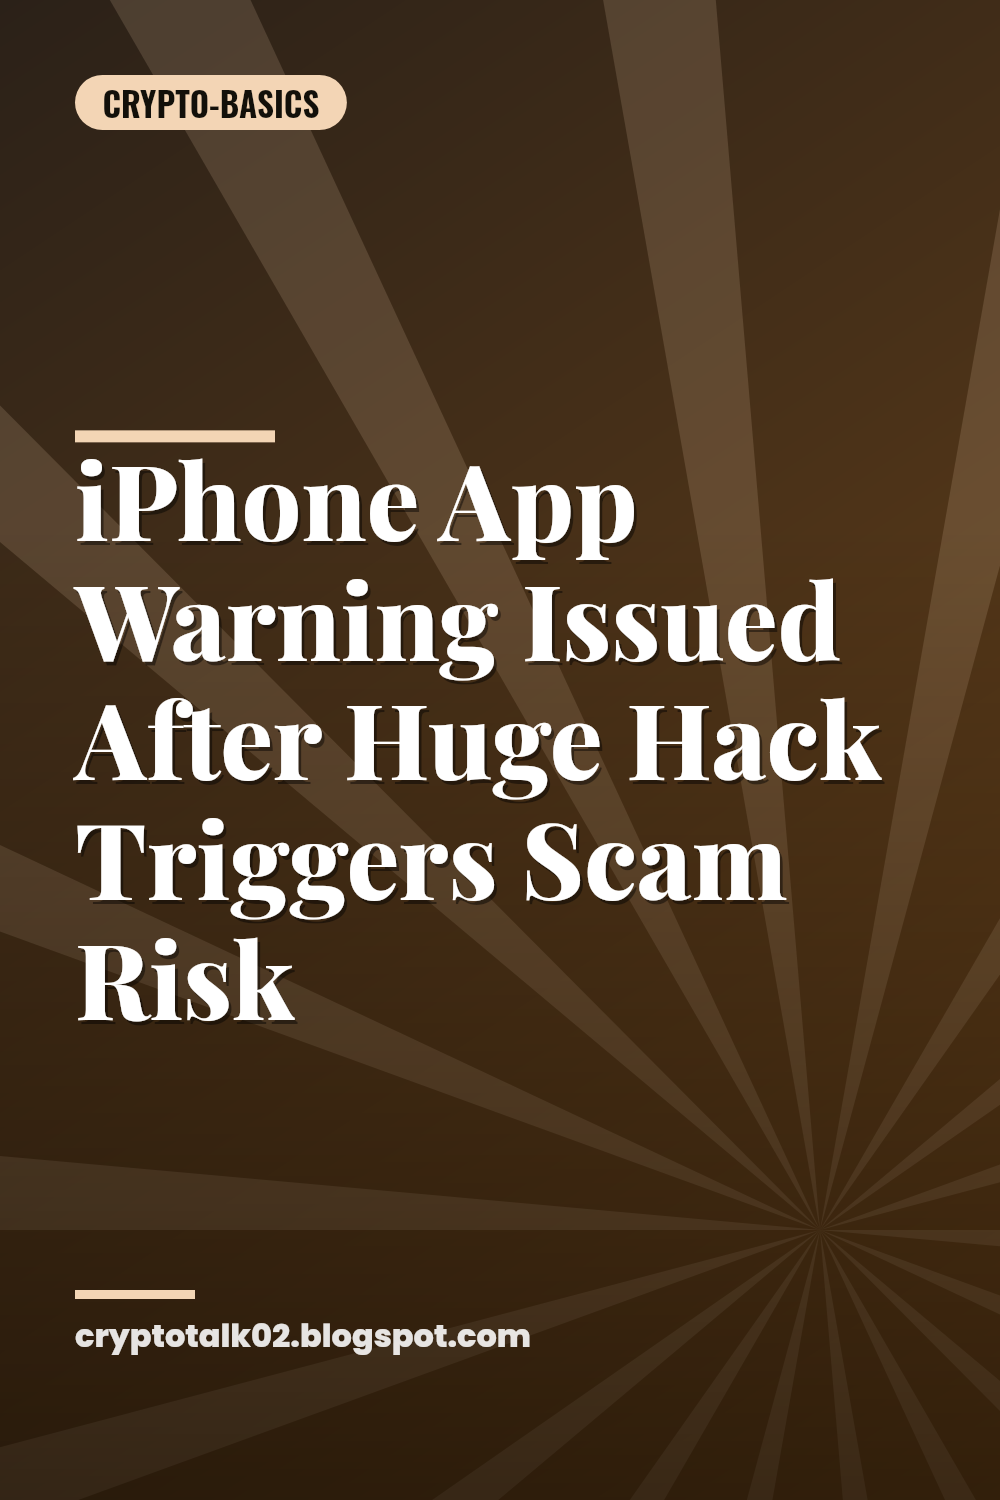 CRYPTO-BASICS
iPhone App
Warning Issued
After Huge Hack
Triggers Scam
Risk
cryptotalk02.blogspot.com